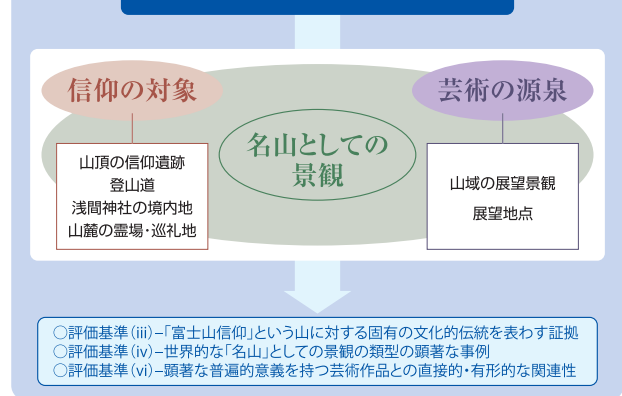 信仰の対象
芸術の源泉
名山としての
景観
山頂の信仰遺跡
登山道
浅間神社の境内地
山麓の霊場・巡礼地
山域の展望景観
展望地点
○評価基準（iii）–「富士山信仰」という山に対する固有の文化的伝統を表わす証拠
○評価基準（iv）–世界的な「名山」としての景観の類型の顕著な事例
○評価基準（vi）–顕著な普遍的意義を持つ芸術作品との直接的・有形的な関連性